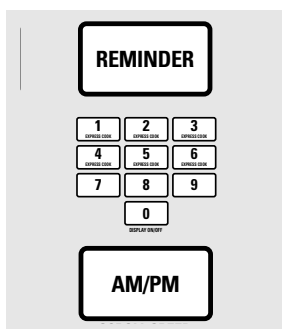 REMINDER
1 2 3
EXPRESS COOK EXPRESS COOK EXPRESS COOK
4 5 6
EXPRESS COOK EXPRESS COOK EXPRESS COOK
7 8 9
0
DISPLAY ON/OFF
AM/PM